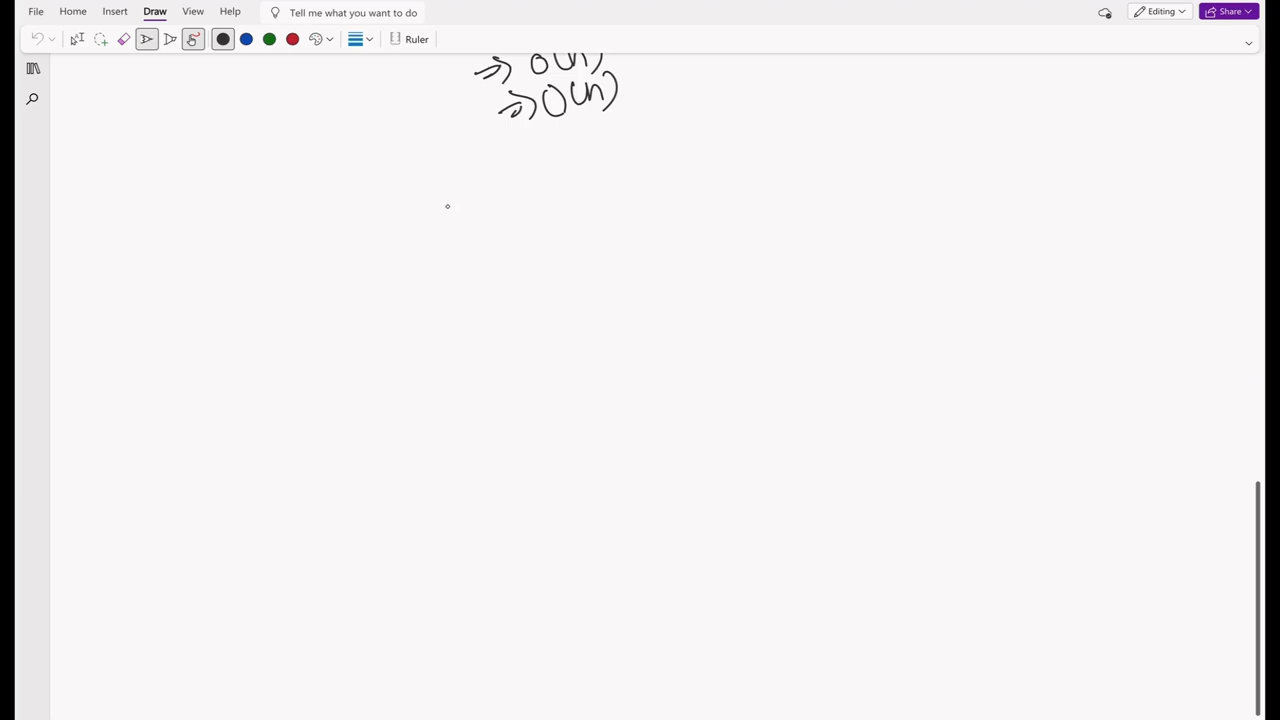 File Home Insert Draw View Help Tell me what you want to do Editing Share
Ruler
⇒ O(n)
⇒ O(n)